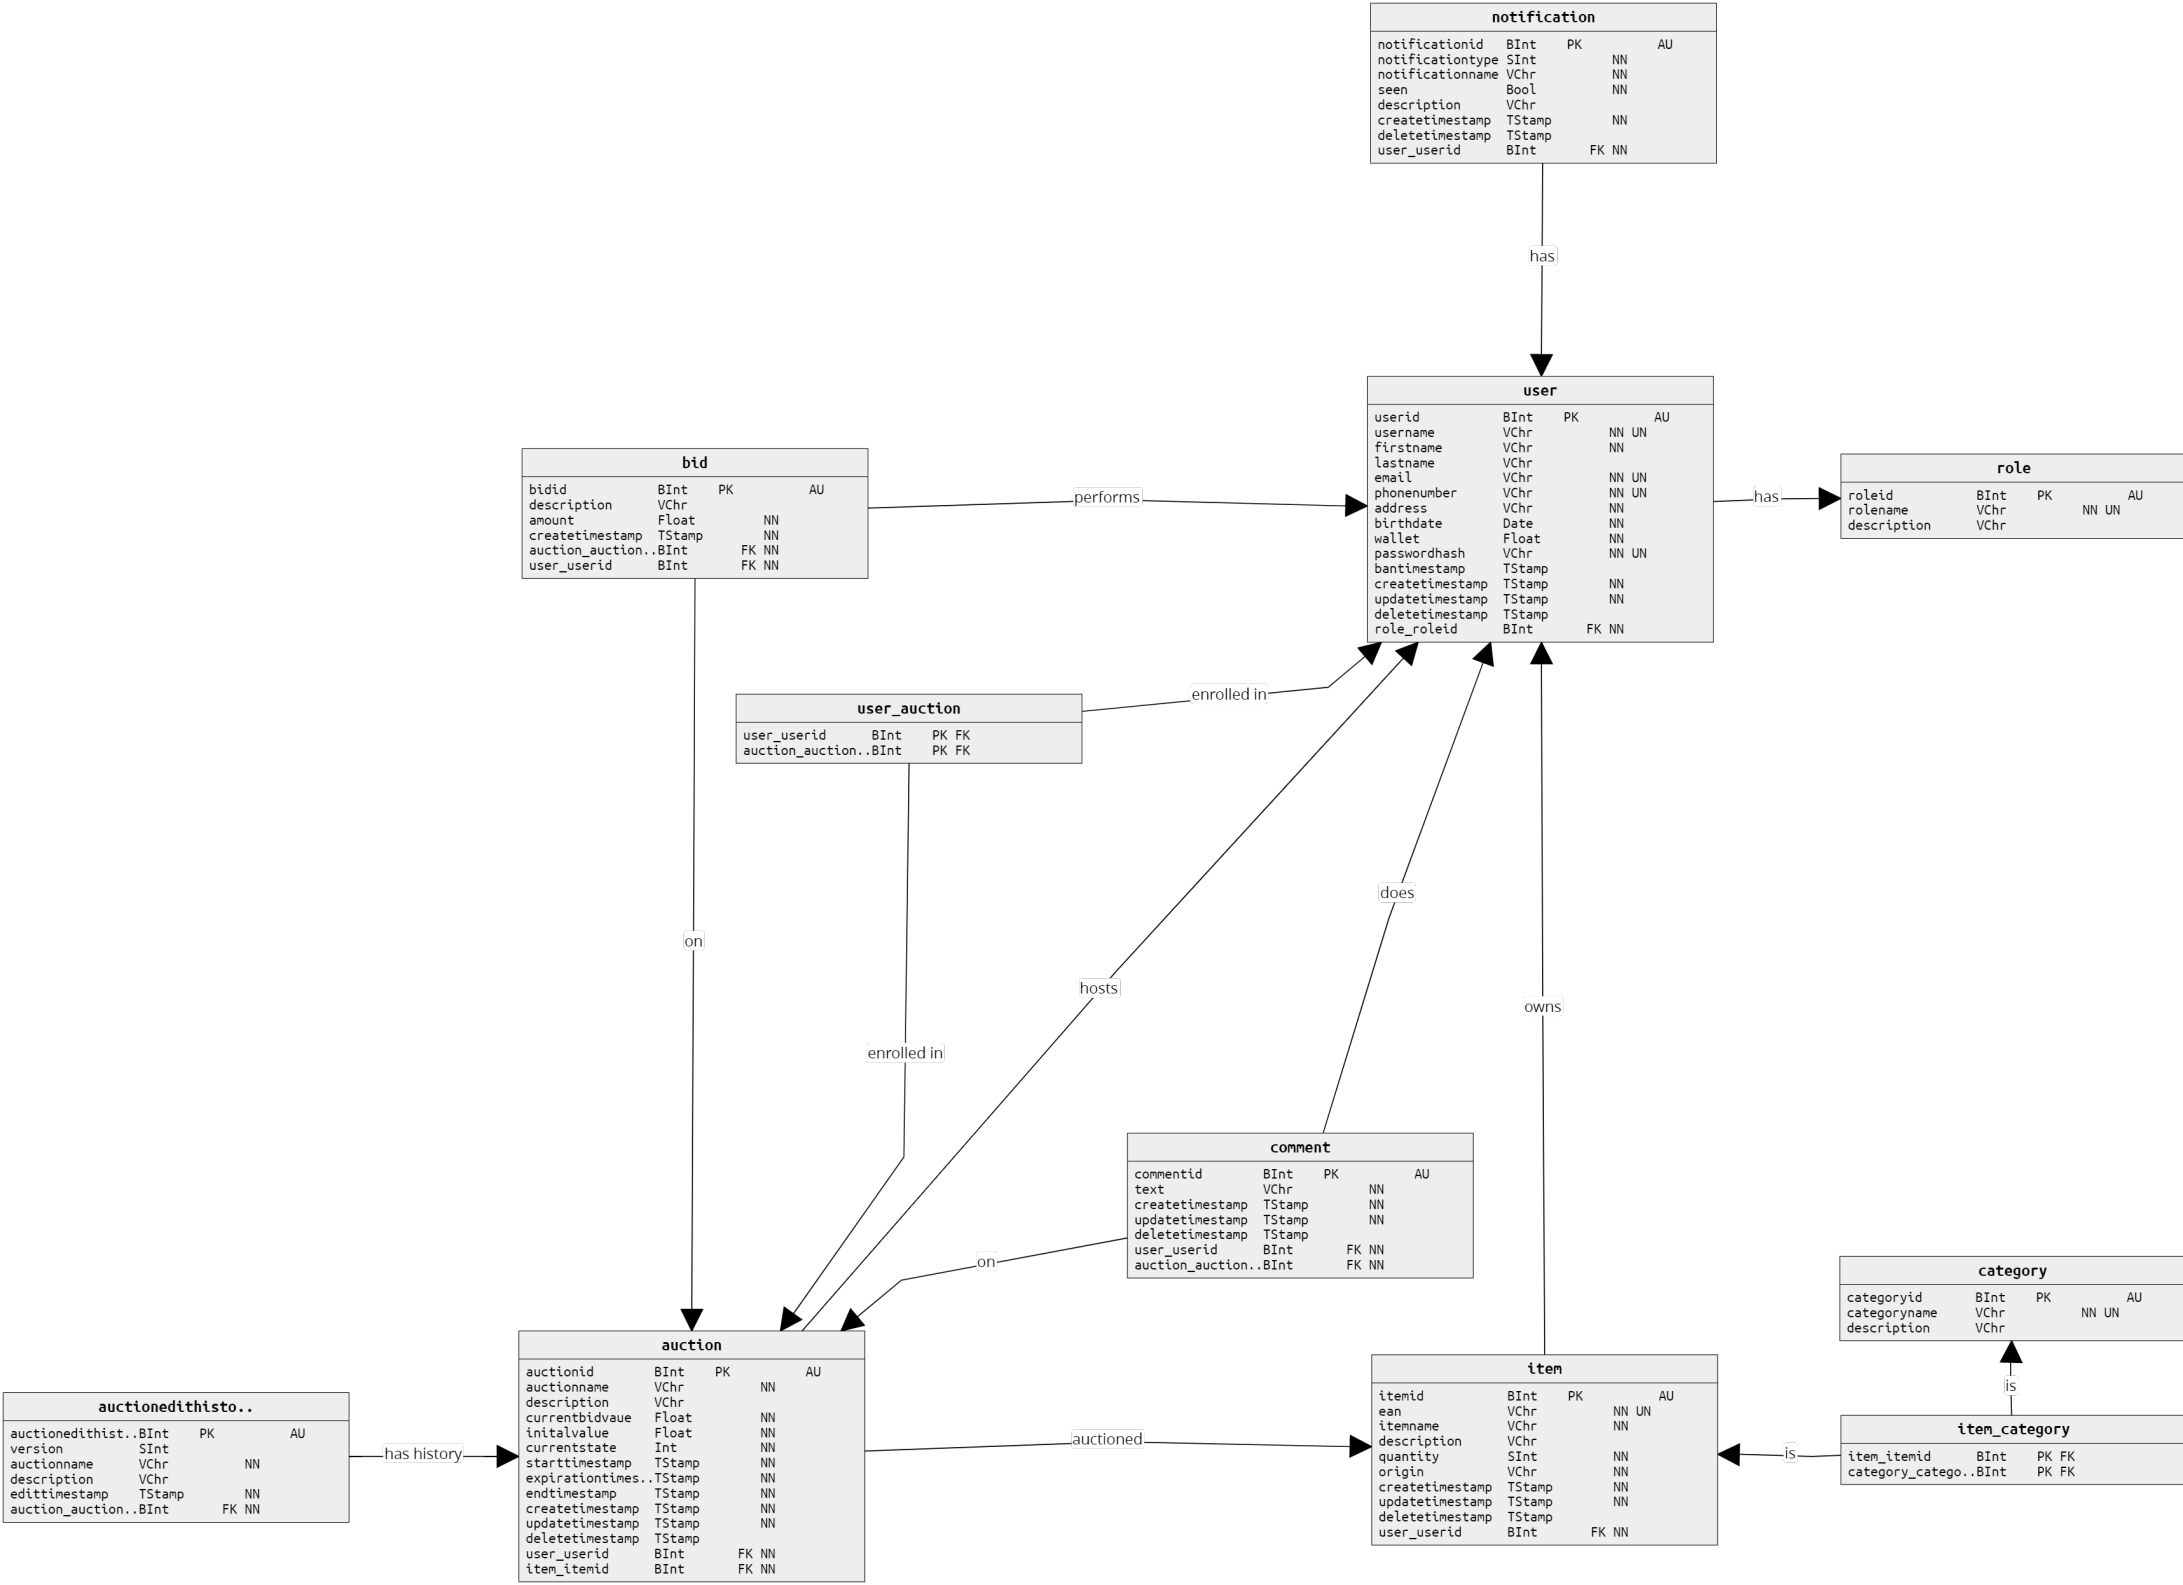 notification
notificationid BInt PK AU
notificationtype SInt NN
notificationname VChr NN
seen Bool NN
description VChr
createtimestamp TStamp NN
deletetimestamp TStamp
user_userid BInt FK NN
has
user
userid BInt PK AU
username VChr NN UN
firstname VChr NN
lastname VChr
email VChr NN UN
phonenumber VChr NN UN
address VChr NN
birthdate Date NN
wallet Float NN
passwordhash VChr NN UN
bantimestamp TStamp
createtimestamp TStamp NN
updatetimestamp TStamp NN
deletetimestamp TStamp
role_roleid BInt FK NN
has
role
roleid BInt PK AU
rolename VChr NN UN
description VChr
bid
bidid BInt PK AU
description VChr
amount Float NN
createtimestamp TStamp NN
auction_auction..BInt FK NN
user_userid BInt FK NN
performs
enrolled in
user_auction
user_userid BInt PK FK
auction_auction..BInt PK FK
does
on
hosts
owns
enrolled in
comment
commentid BInt PK AU
text VChr NN
createtimestamp TStamp NN
updatetimestamp TStamp NN
deletetimestamp TStamp
user_userid BInt FK NN
auction_auction..BInt FK NN
on
category
categoryid BInt PK AU
categoryname VChr NN UN
description VChr
is
auction
auctionid BInt PK AU
auctionname VChr NN
description VChr
currentbidvaue Float NN
initalvalue Float NN
currentstate Int NN
starttimestamp TStamp NN
expirationtimes..TStamp NN
endtimestamp TStamp NN
createtimestamp TStamp NN
updatetimestamp TStamp NN
deletetimestamp TStamp
user_userid BInt FK NN
item_itemid BInt FK NN
auctioned
item
itemid BInt PK AU
ean VChr NN UN
itemname VChr NN
description VChr
quantity SInt NN
origin VChr NN
createtimestamp TStamp NN
updatetimestamp TStamp NN
deletetimestamp TStamp
user_userid BInt FK NN
is
item_category
item_itemid BInt PK FK
category_catego..BInt PK FK
auctionedithisto..
auctionedithist..BInt PK AU
version SInt
auctionname VChr NN
description VChr
edittimestamp TStamp NN
auction_auction..BInt FK NN
has history